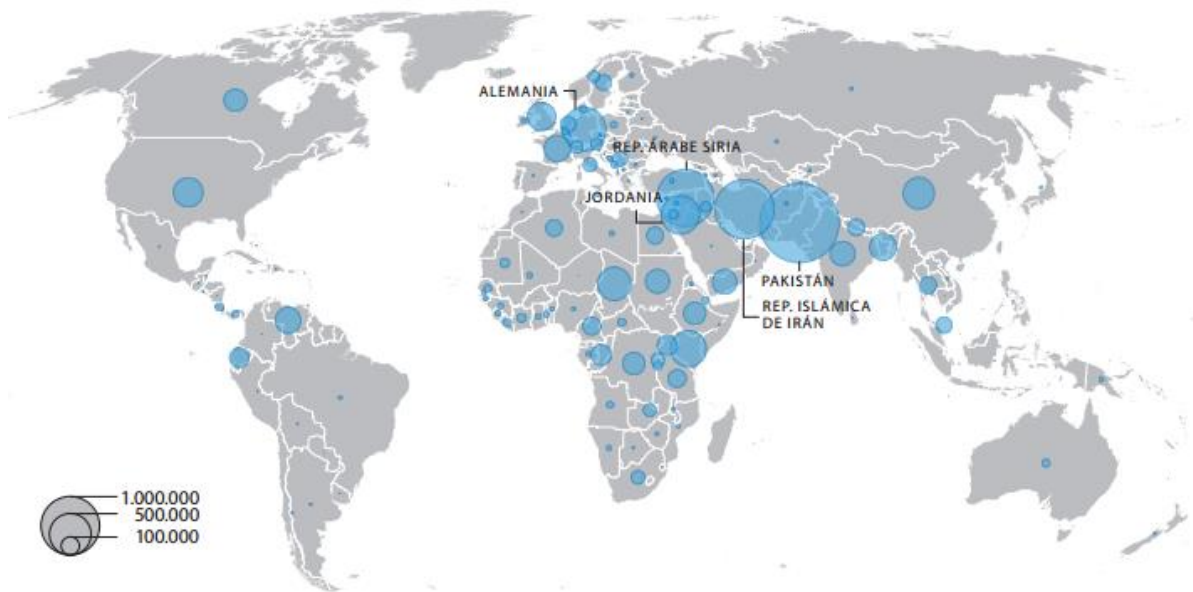 ALEMANIA
REP. ÁRABE SIRIA
JORDANIA
PAKISTÁN
REP. ISLÁMICA
DE IRÁN
1.000.000
500.000
100.000